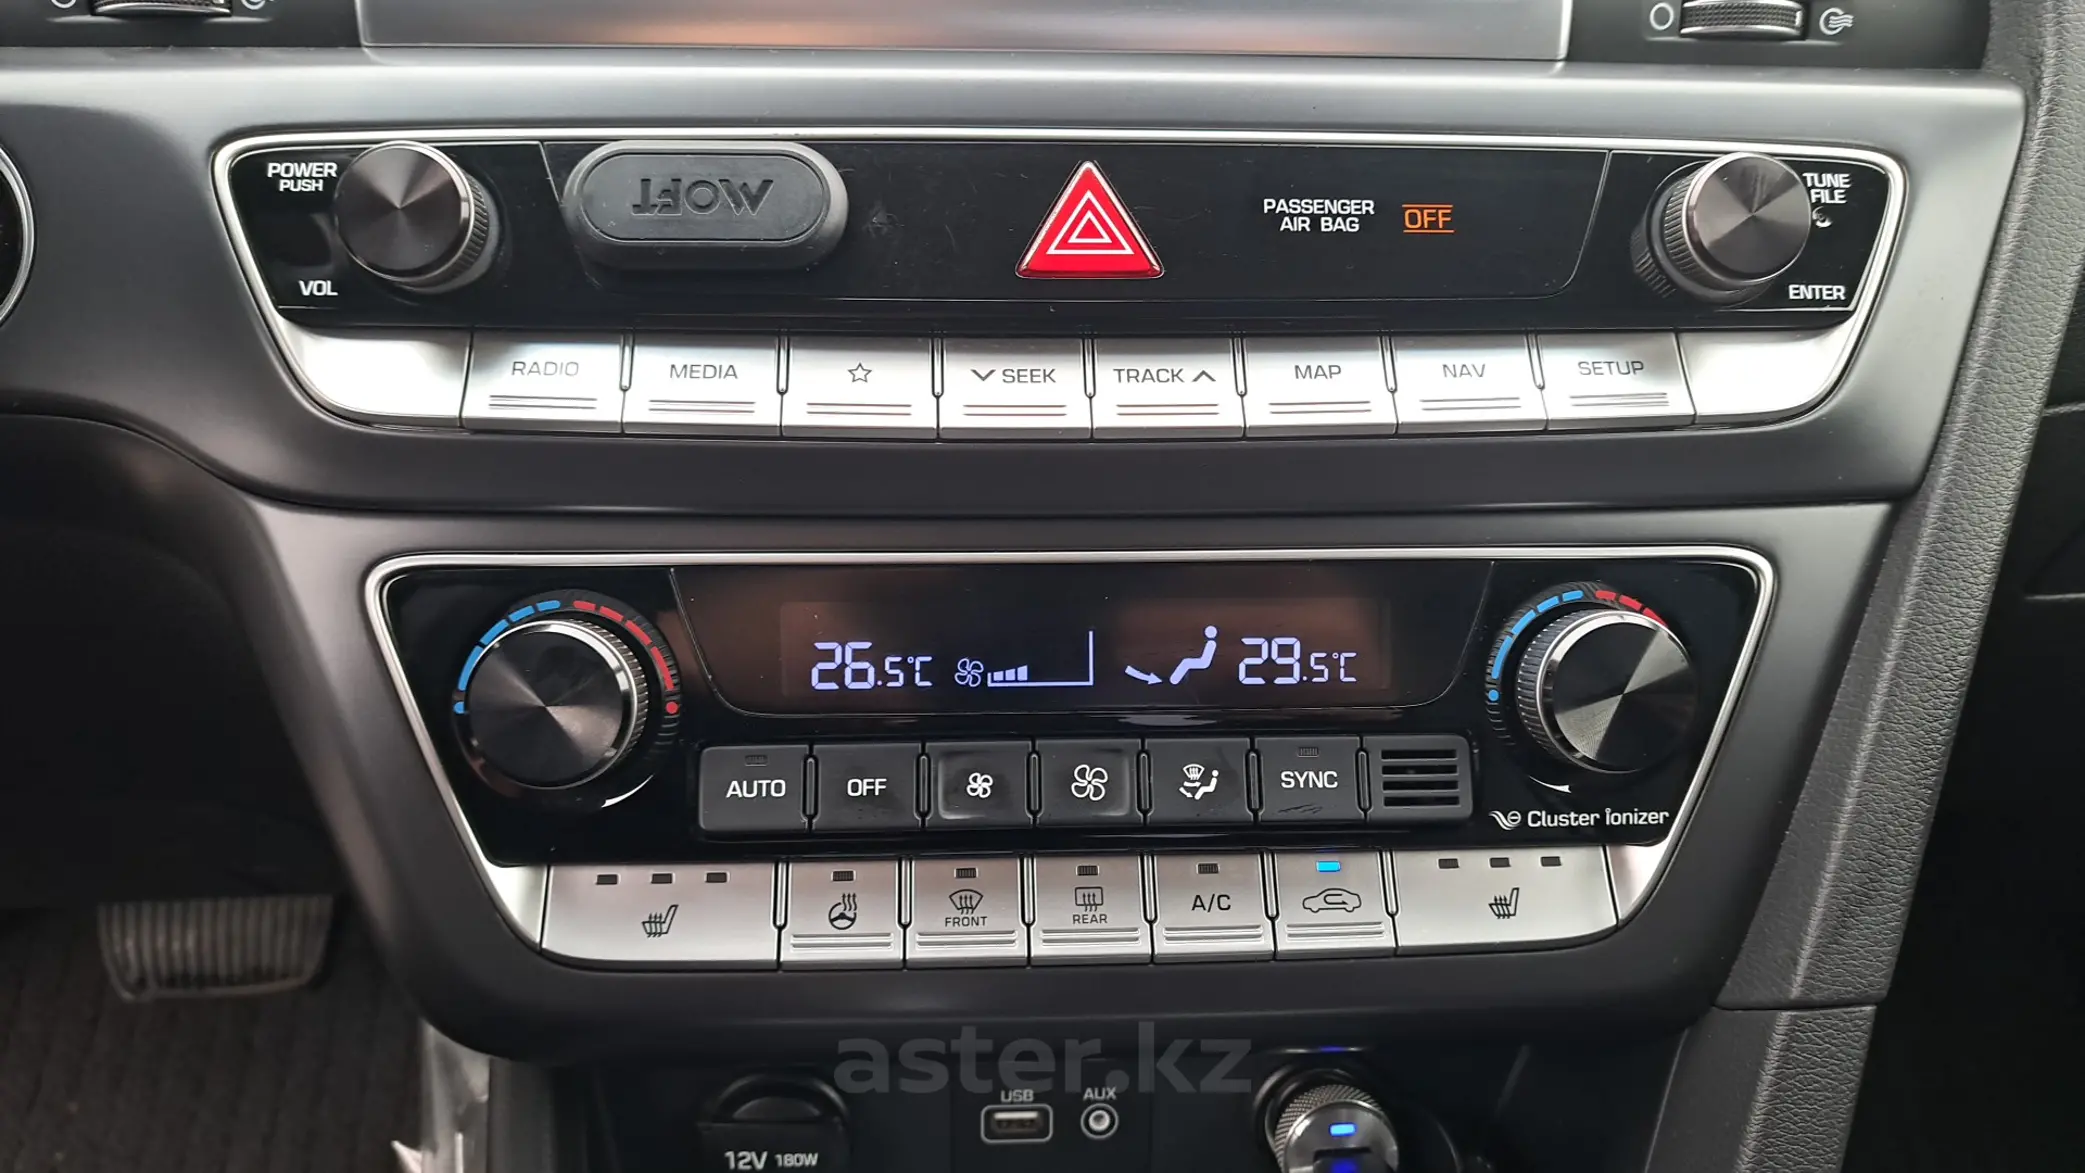 POWER
PUSH
VOL
MOFT
PASSENGER
AIR BAG
OFF
TUNE
FILE
ENTER
RADIO
MEDIA
SEEK
TRACK
MAP
NAV
SETUP
26.5°C
29.5°C
AUTO
OFF
SYNC
Cluster ionizer
FRONT
REAR
A/C
aster.kz
USB
AUX
12V 180W